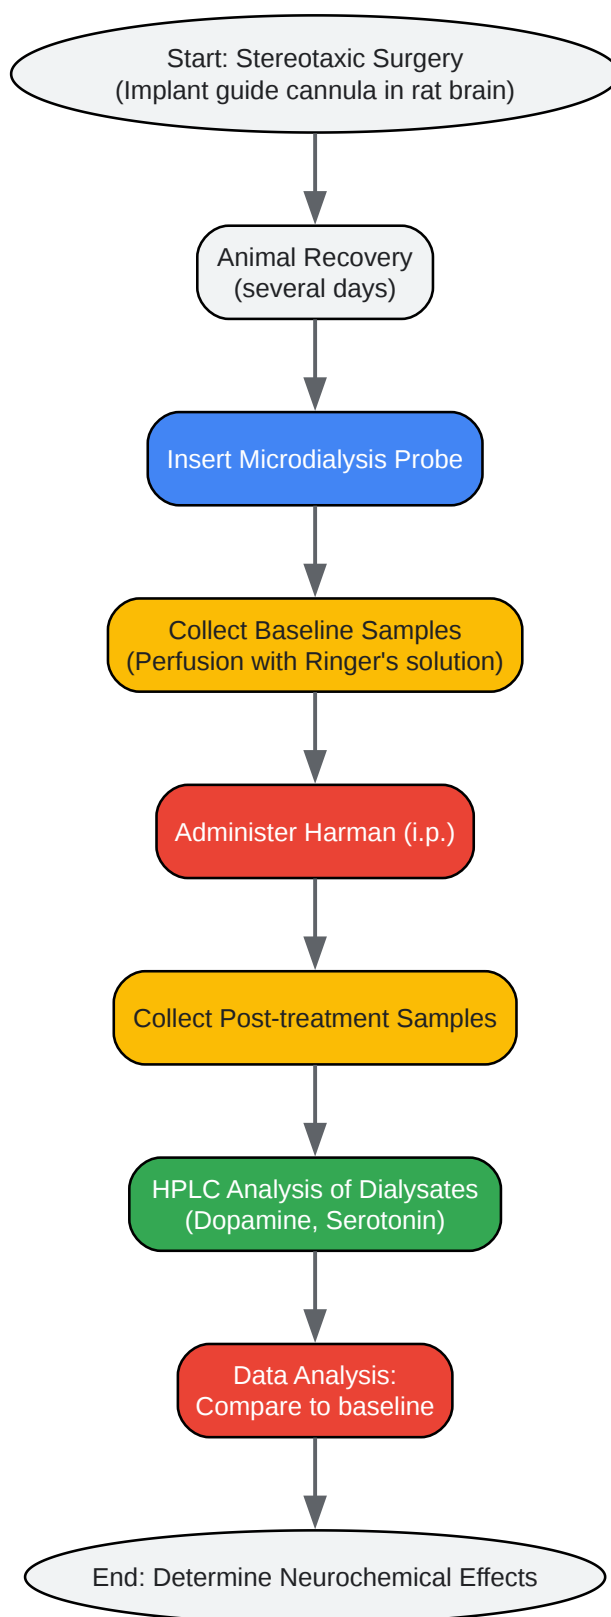 Start: Stereotaxic Surgery
(Implant guide cannula in rat brain)
Animal Recovery
(several days)
Insert Microdialysis Probe
Collect Baseline Samples
(Perfusion with Ringer's solution)
Administer Harman (i.p.)
Collect Post-treatment Samples
HPLC Analysis of Dialysates
(Dopamine, Serotonin)
Data Analysis:
Compare to baseline
End: Determine Neurochemical Effects